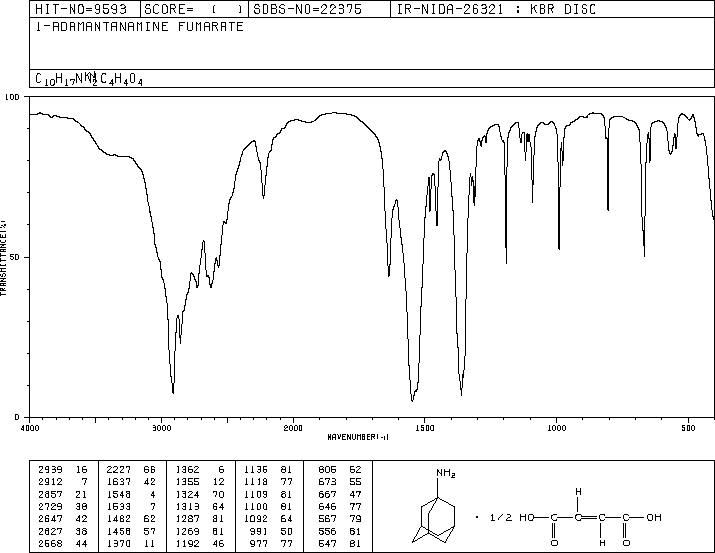 HIT-NO=9593 SCORE= ( ) SDBS-NO=22375 IR-NIDA-26321 : KBR DISC
1-ADAMANTANAMINE FUMARATE
C10H17N C4H4O4
100
50
0
TRANSMITTANCE(%)
4000 3000 2000 1500 1000 500
WAVENUMBER(-1)
2939 16 2227 66 1362 6 1135 81 805 62
2912 7 1637 42 1355 12 1118 77 673 55
2857 21 1548 4 1324 70 1109 81 667 47
2729 38 1533 7 1313 64 1100 81 646 77
2647 42 1482 62 1287 81 1092 64 567 79
2627 38 1458 57 1269 81 991 50 556 81
2568 44 1370 11 1192 46 977 77 547 81
NH2
· 1/2 HO O H H O OH